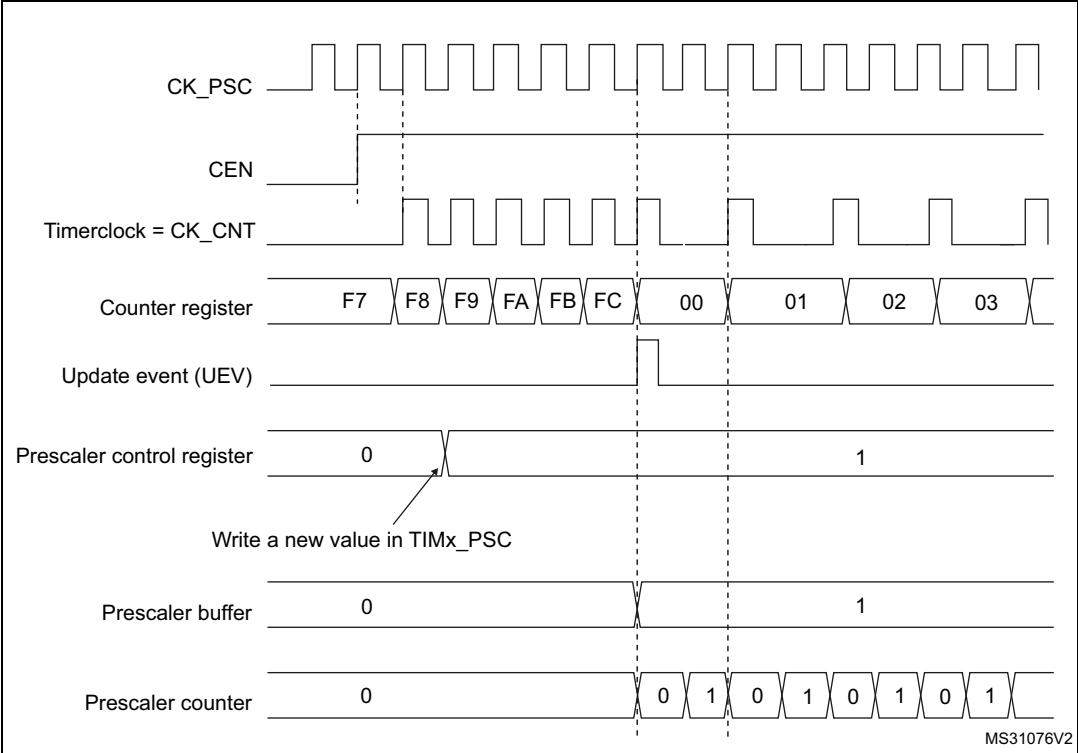 CK_PSC
CEN
Timerclock = CK_CNT
Counter register F7 F8 F9 FA FB FC 00 01 02 03
Update event (UEV)
Prescaler control register 0 1
Write a new value in TIMx_PSC
Prescaler buffer 0 1
Prescaler counter 0 0 1 0 1 0 1 0 1
MS31076V2